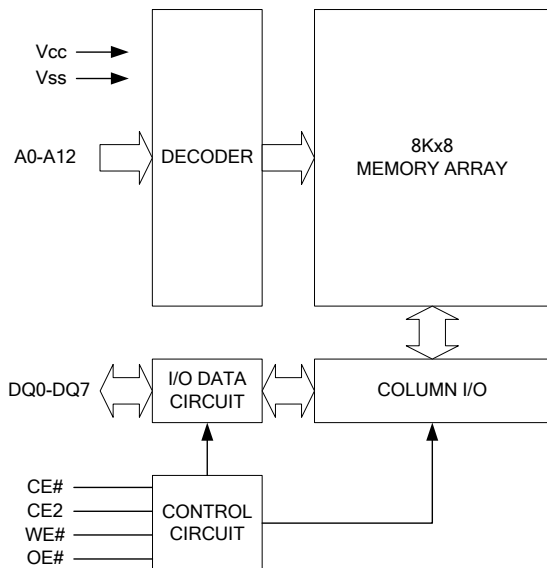 Vcc
Vss
A0-A12
DECODER
8Kx8
MEMORY ARRAY
DQ0-DQ7
I/O DATA
CIRCUIT
COLUMN I/O
CE#
CE2
WE#
OE#
CONTROL
CIRCUIT